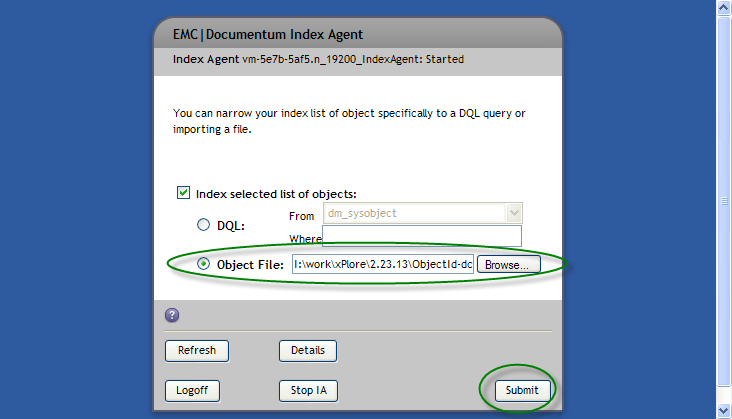 EMC|Documentum Index Agent
Index Agent vm-5e7b-5af5.n_19200_IndexAgent: Started
You can narrow your index list of object specifically to a DQL query or
importing a file.
Index selected list of objects:
DQL:
From dm_sysobject
Where
Object File: I:\work\xPlore\2.23.13\ObjectId-dc Browse...
?
Refresh Details
Logoff Stop IA Submit